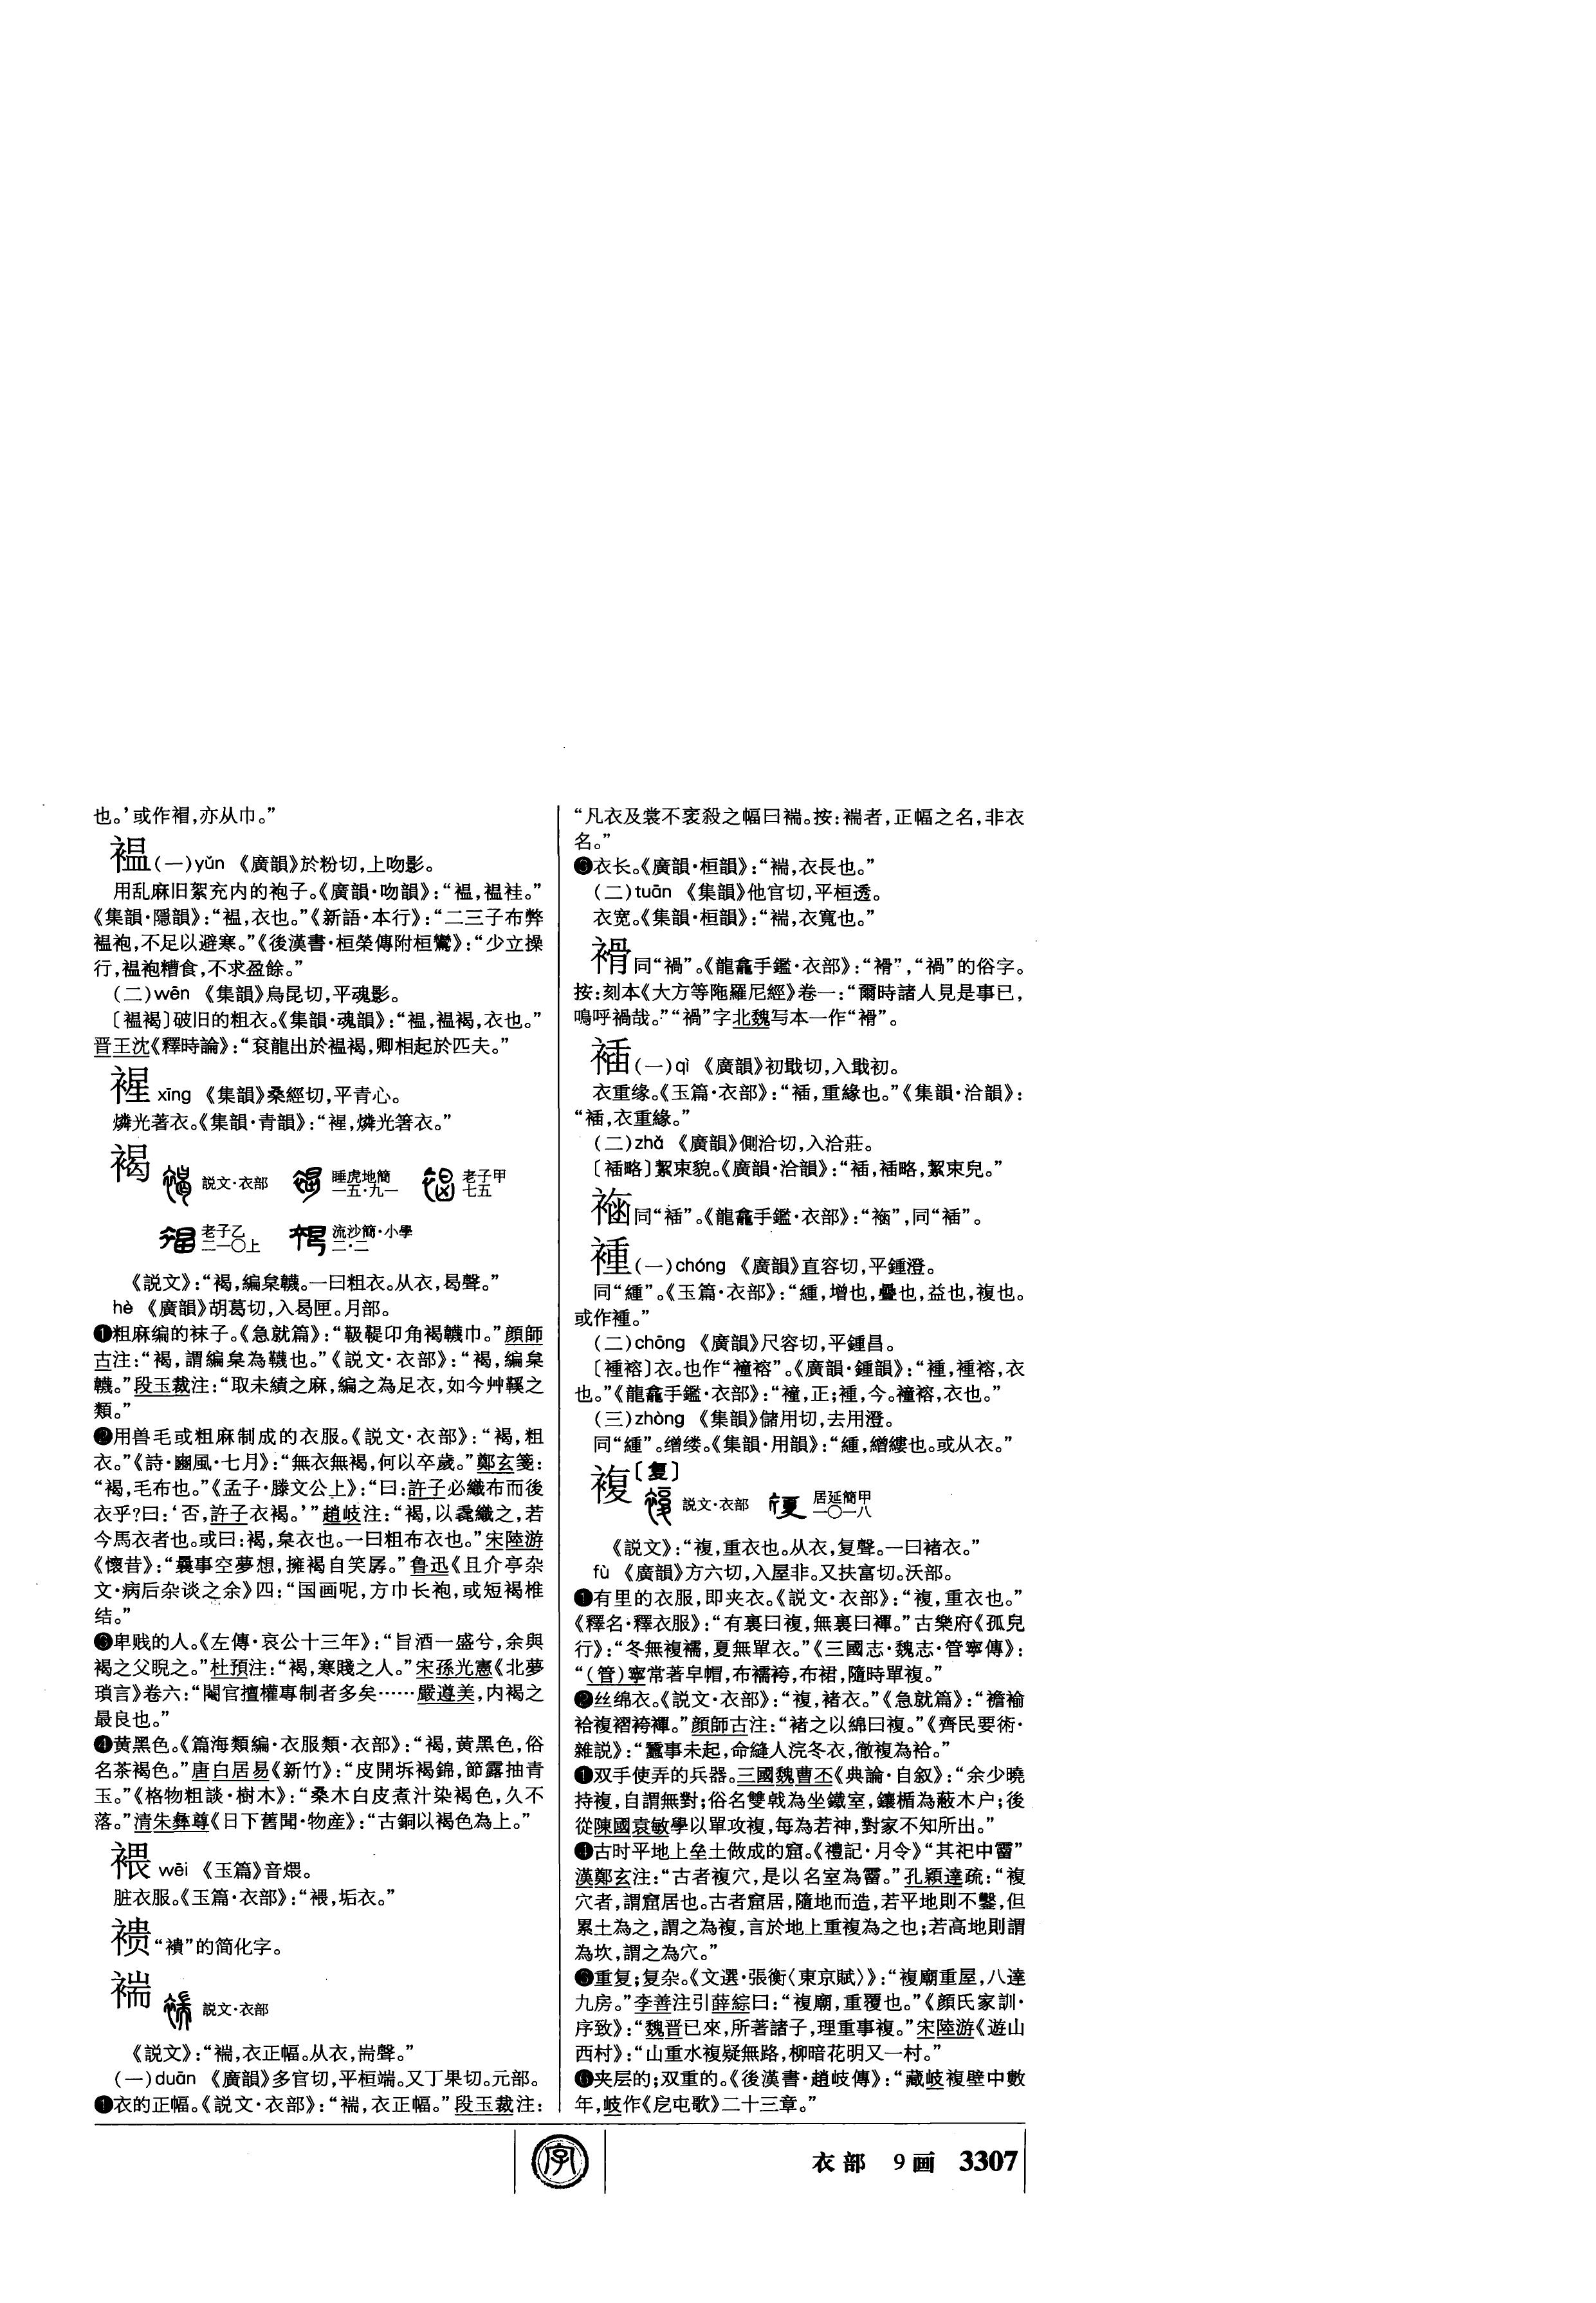 也。’或作褶,亦从巾。”
褞(一)yǔn 《廣韻》於粉切,上吻影。
用乱麻旧絮充内的袍子。《廣韻·吻韻》:“褞,褞袿。”
《集韻·隱韻》:“褞,衣也。”《新語·本行》:“二三子布弊
褞袍,不足以避寒。”《後漢書·桓榮傳附桓鸞》:“少立操
行,褞袍糟食,不求盈餘。”
(二)wēn 《集韻》烏昆切,平魂影。
〔褞褐〕破旧的粗衣。《集韻·魂韻》:“褞,褞褐,衣也。”
晋王沈《釋時論》:“袞龍出於褞褐,卿相起於匹夫。”
䙚 xīng 《集韻》桑經切,平青心。
燐光著衣。《集韻·青韻》:“䙚,燐光箸衣。”
褐 説文·衣部 睡虎地簡一五·九一 老子甲七五
老子乙二一〇上 流沙簡·小學二·二
《説文》:“褐,編枲韤。一曰粗衣。从衣,曷聲。”
hè 《廣韻》胡葛切,入曷匣。月部。
❶粗麻编的袜子。《急就篇》:“靸鞮卬角褐韤巾。”顔師
古注:“褐,謂編枲為韤也。”《説文·衣部》:“褐,編枲
韤。”段玉裁注:“取未績之麻,編之為足衣,如今艸鞵之
類。”
❷用兽毛或粗麻制成的衣服。《説文·衣部》:“褐,粗
衣。”《詩·豳風·七月》:“無衣無褐,何以卒歲。”鄭玄箋:
“褐,毛布也。”《孟子·滕文公上》:“曰:許子必織布而後
衣乎?曰:‘否,許子衣褐。’”趙岐注:“褐,以毳織之,若
今馬衣者也。或曰:褐,枲衣也。一曰粗布衣也。”宋陸游
《懷昔》:“曩事空夢想,擁褐自笑孱。”鲁迅《且介亭杂
文·病后杂谈之余》四:“国画呢,方巾长袍,或短褐椎
结。”
❸卑贱的人。《左傳·哀公十三年》:“旨酒一盛兮,余與
褐之父睨之。”杜預注:“褐,寒賤之人。”宋孫光憲《北夢
瑣言》卷六:“閹官擅權專制者多矣……嚴遵美,内褐之
最良也。”
❹黄黑色。《篇海類編·衣服類·衣部》:“褐,黄黑色,俗
名茶褐色。”唐白居易《新竹》:“皮開坼褐錦,節露抽青
玉。”《格物粗談·樹木》:“桑木白皮煮汁染褐色,久不
落。”清朱彝尊《日下舊聞·物産》:“古銅以褐色為上。”
䙿 wēi 《玉篇》音煨。
脏衣服。《玉篇·衣部》:“䙿,垢衣。”
𫌀“襀”的简化字。
褍 説文·衣部
《説文》:“褍,衣正幅。从衣,耑聲。”
(一)duān 《廣韻》多官切,平桓端。又丁果切。元部。
❶衣的正幅。《説文·衣部》:“褍,衣正幅。”段玉裁注:
“凡衣及裳不衺殺之幅曰褍。按:褍者,正幅之名,非衣
名。”
❸衣长。《廣韻·桓韻》:“褍,衣長也。”
(二)tuān 《集韻》他官切,平桓透。
衣宽。《集韻·桓韻》:“褍,衣寬也。”
同“禍”。《龍龕手鑑·衣部》:“”,“禍”的俗字。
按:刻本《大方等陁羅尼經》卷一:“爾時諸人見是事已,
鳴呼禍哉。”“禍”字北魏写本一作“”。
䙄(一)qì 《廣韻》初戢切,入戢初。
衣重缘。《玉篇·衣部》:“䙄,重緣也。”《集韻·洽韻》:
“䙄,衣重緣。”
(二)zhǎ 《廣韻》側洽切,入洽莊。
〔䙄略〕絮束貌。《廣韻·洽韻》:“䙄,䙄略,絮束皃。”
同“䙄”。《龍龕手鑑·衣部》:“”,同“䙄”。
褈(一)chóng 《廣韻》直容切,平鍾澄。
同“緟”。《玉篇·衣部》:“緟,增也,疊也,益也,複也。
或作褈。”
(二)chōng 《廣韻》尺容切,平鍾昌。
〔褈褣〕衣。也作“𧝎褣”。《廣韻·鍾韻》:“褈,褈褣,衣
也。”《龍龕手鑑·衣部》:“𧝎,正;褈,今。𧝎褣,衣也。”
(三)zhòng 《集韻》儲用切,去用澄。
同“緟”。缯缕。《集韻·用韻》:“緟,繒縷也。或从衣。”
複〔复〕 説文·衣部 居延簡甲一〇一八
《説文》:“複,重衣也。从衣,复聲。一曰褚衣。”
fù 《廣韻》方六切,入屋非。又扶富切。沃部。
❶有里的衣服,即夹衣。《説文·衣部》:“複,重衣也。”
《釋名·釋衣服》:“有裏曰複,無裏曰襌。”古樂府《孤兒
行》:“冬無複襦,夏無單衣。”《三國志·魏志·管寧傳》:
“(管)寧常著皁帽,布襦袴,布裙,隨時單複。”
❷丝绵衣。《説文·衣部》:“複,褚衣。”《急就篇》:“襜褕
袷複褶袴襌。”顔師古注:“褚之以綿曰複。”《齊民要術·
雜説》:“蠶事未起,命縫人浣冬衣,徹複為袷。”
❶双手使弄的兵器。三國魏曹丕《典論·自叙》:“余少曉
持複,自謂無對;俗名雙戟為坐鐵室,鑲楯為蔽木户;後
從陳國袁敏學以單攻複,每為若神,對家不知所出。”
❹古时平地上垒土做成的窟。《禮記·月令》“其祀中霤”
漢鄭玄注:“古者複穴,是以名室為霤。”孔穎達疏:“複
穴者,謂窟居也。古者窟居,隨地而造,若平地則不鑿,但
累土為之,謂之為複,言於地上重複為之也;若高地則謂
為坎,謂之為穴。”
❺重复;复杂。《文選·張衡〈東京賦〉》:“複廟重屋,八達
九房。”李善注引薛綜曰:“複廟,重覆也。”《顔氏家訓·
序致》:“魏晋已來,所著諸子,理重事複。”宋陸游《遊山
西村》:“山重水複疑無路,柳暗花明又一村。”
❻夹层的;双重的。《後漢書·趙岐傳》:“藏岐複壁中數
年,岐作《戹屯歌》二十三章。”
字
衣部 9画 3307